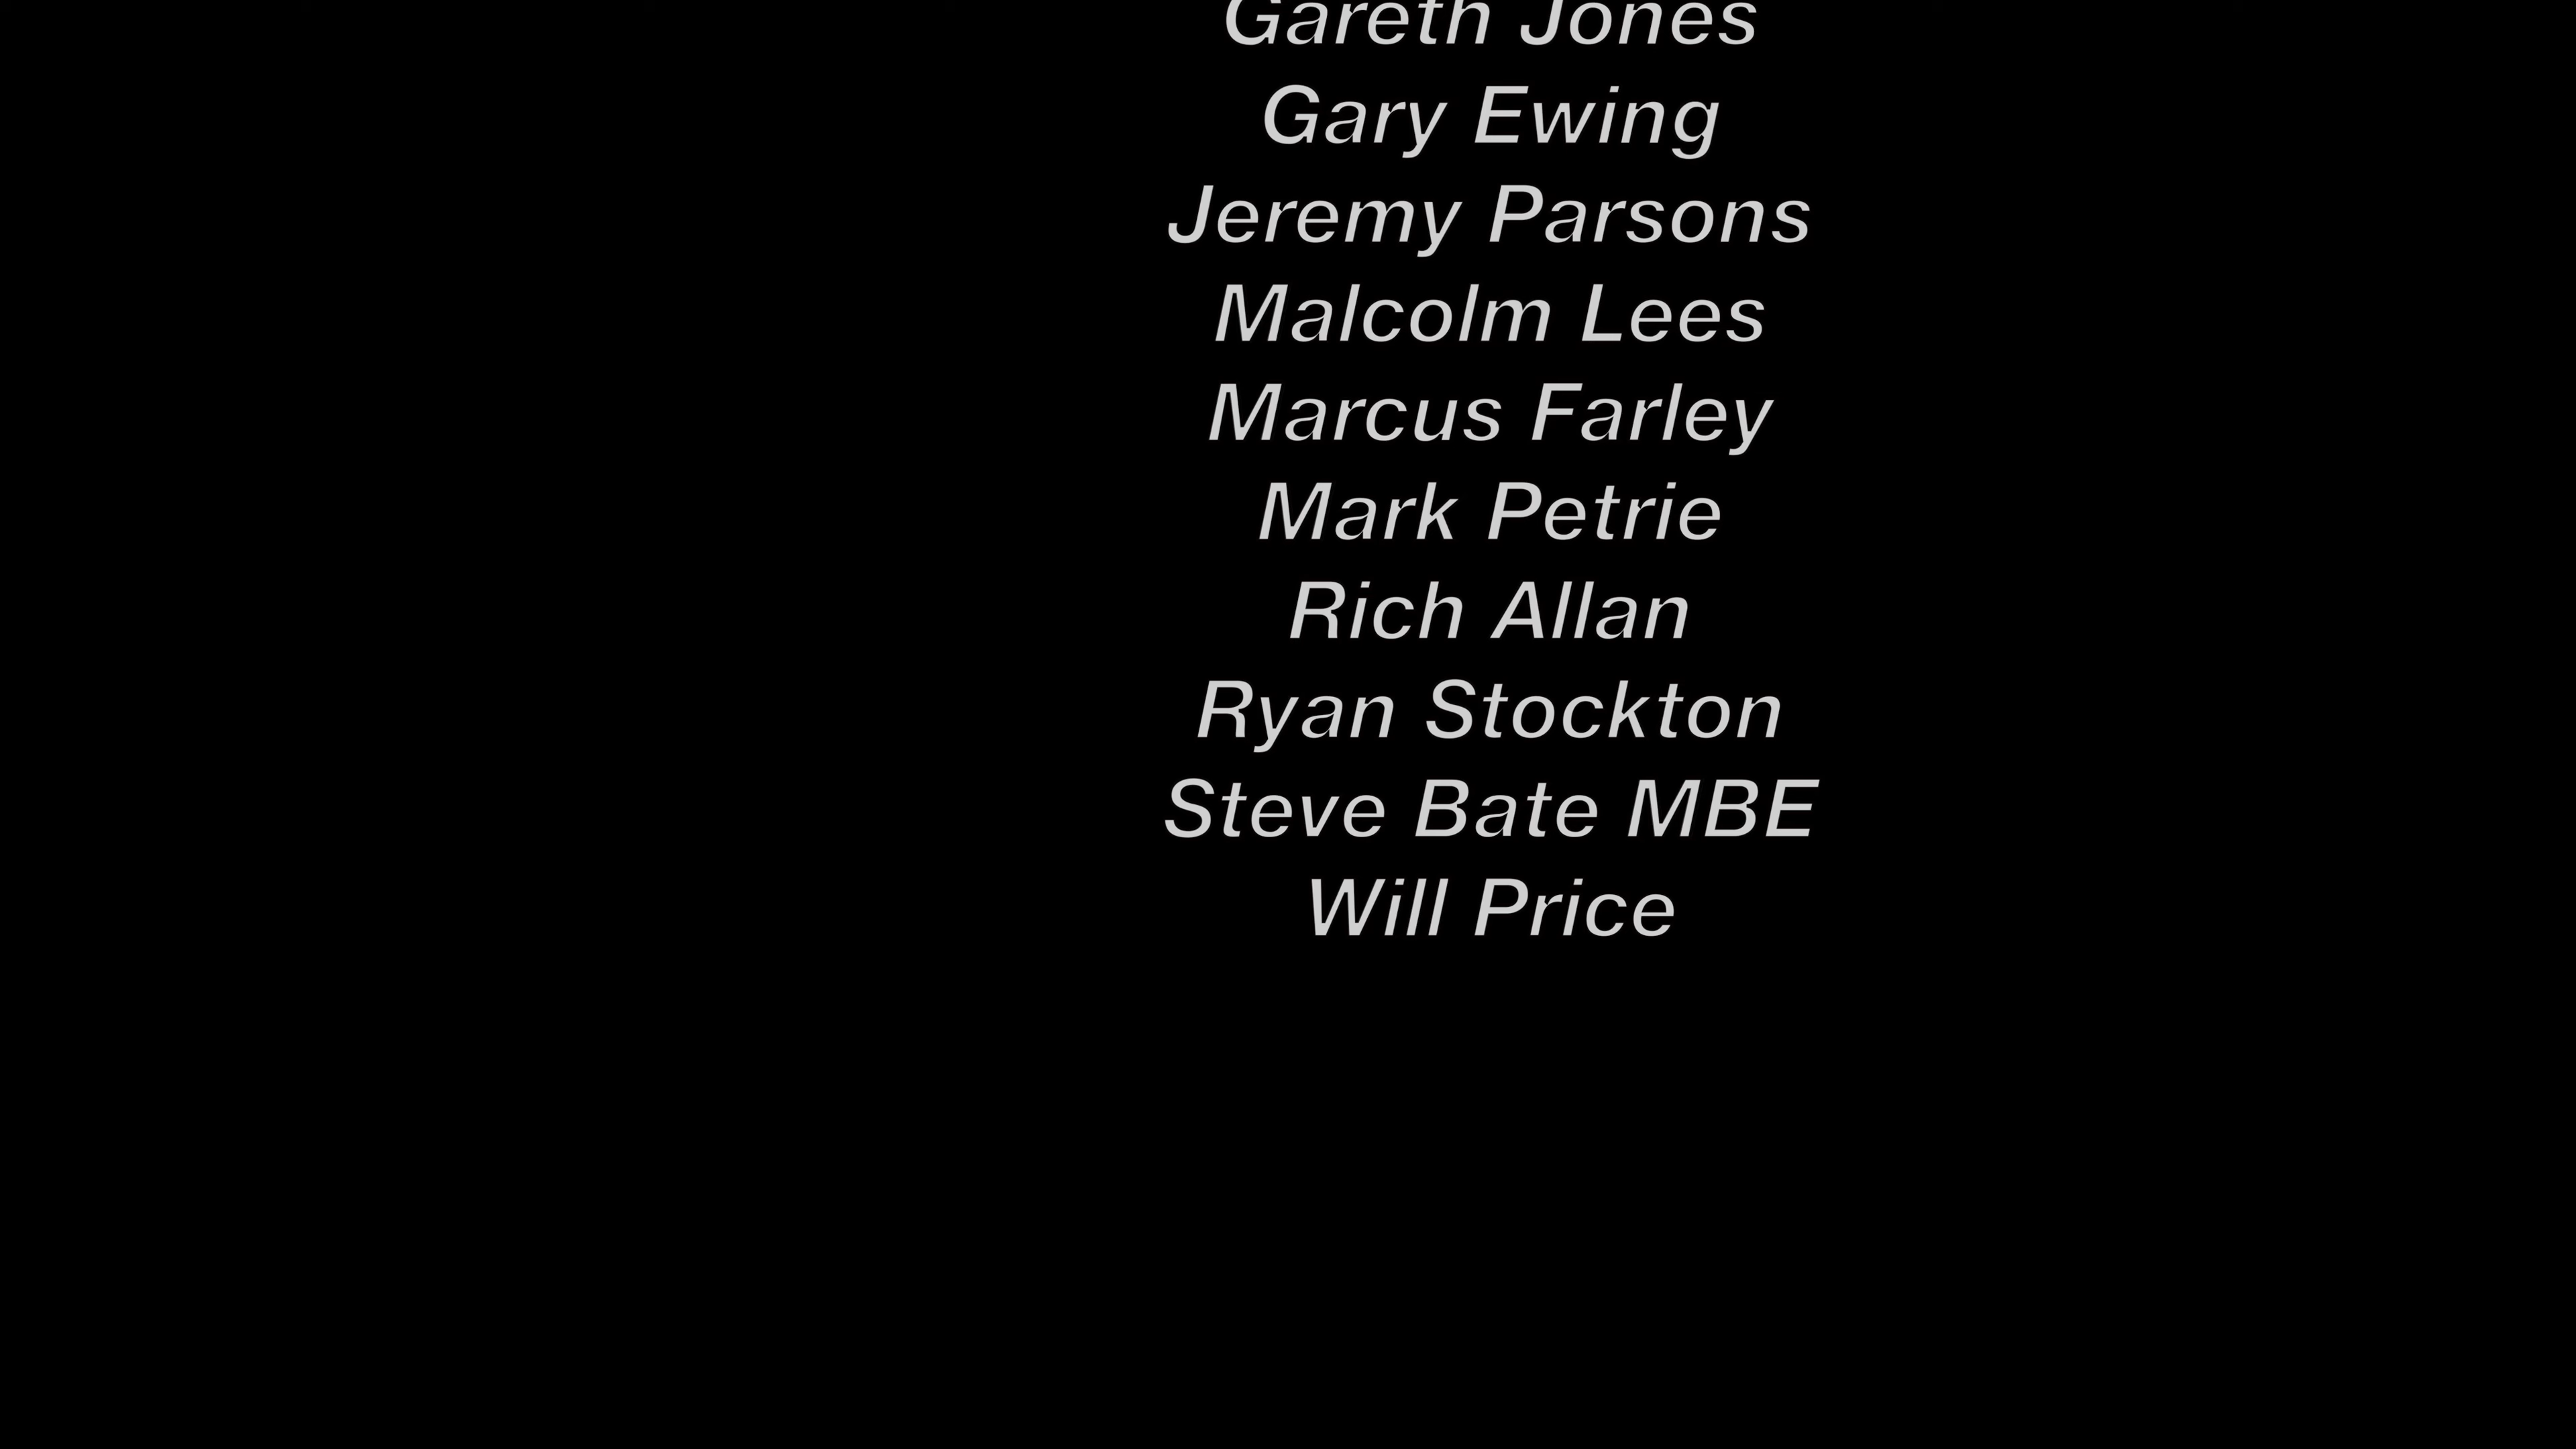 Gareth Jones
Gary Ewing
Jeremy Parsons
Malcolm Lees
Marcus Farley
Mark Petrie
Rich Allan
Ryan Stockton
Steve Bate MBE
Will Price